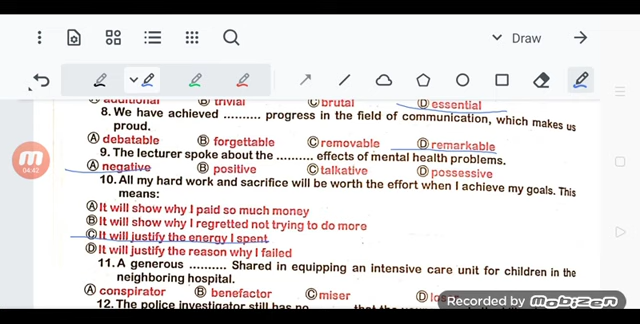 Draw
04:42
Ⓐ additional Ⓑ trivial Ⓒ brutal Ⓓ essential
8. We have achieved .......... progress in the field of communication, which makes us
proud.
Ⓐ debatable Ⓑ forgettable Ⓒ removable Ⓓ remarkable
9. The lecturer spoke about the .......... effects of mental health problems.
Ⓐ negative Ⓑ positive Ⓒ talkative Ⓓ possessive
10. All my hard work and sacrifice will be worth the effort when I achieve my goals. This
means:
Ⓐ It will show why I paid so much money
Ⓑ It will show why I regretted not trying to do more
Ⓒ It will justify the energy I spent
Ⓓ It will justify the reason why I failed
11. A generous .......... Shared in equipping an intensive care unit for children in the
neighboring hospital.
Ⓐ conspirator Ⓑ benefactor Ⓒ miser Ⓓ
12. The police investigator still has no
Recorded by Mobizen